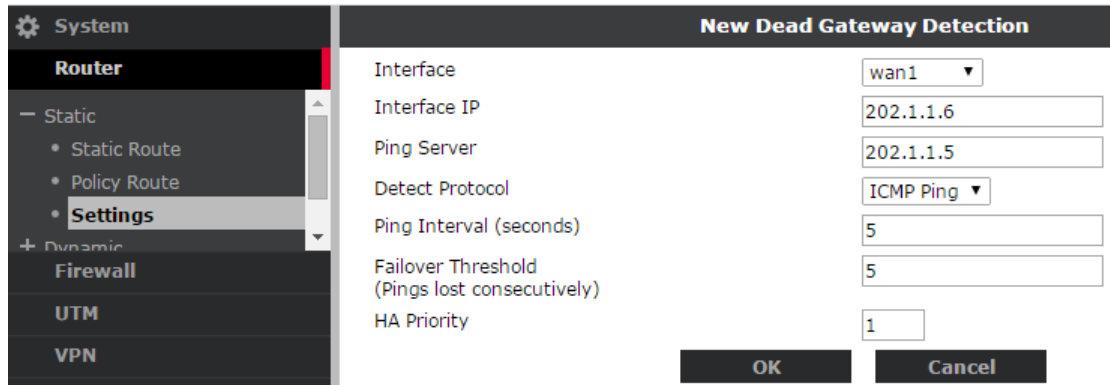 System
Router
Static
Static Route
Policy Route
Settings
Dynamic
Firewall
UTM
VPN
New Dead Gateway Detection
Interface wan1
Interface IP 202.1.1.6
Ping Server 202.1.1.5
Detect Protocol ICMP Ping
Ping Interval (seconds) 5
Failover Threshold 5
(Pings lost consecutively)
HA Priority 1
OK Cancel